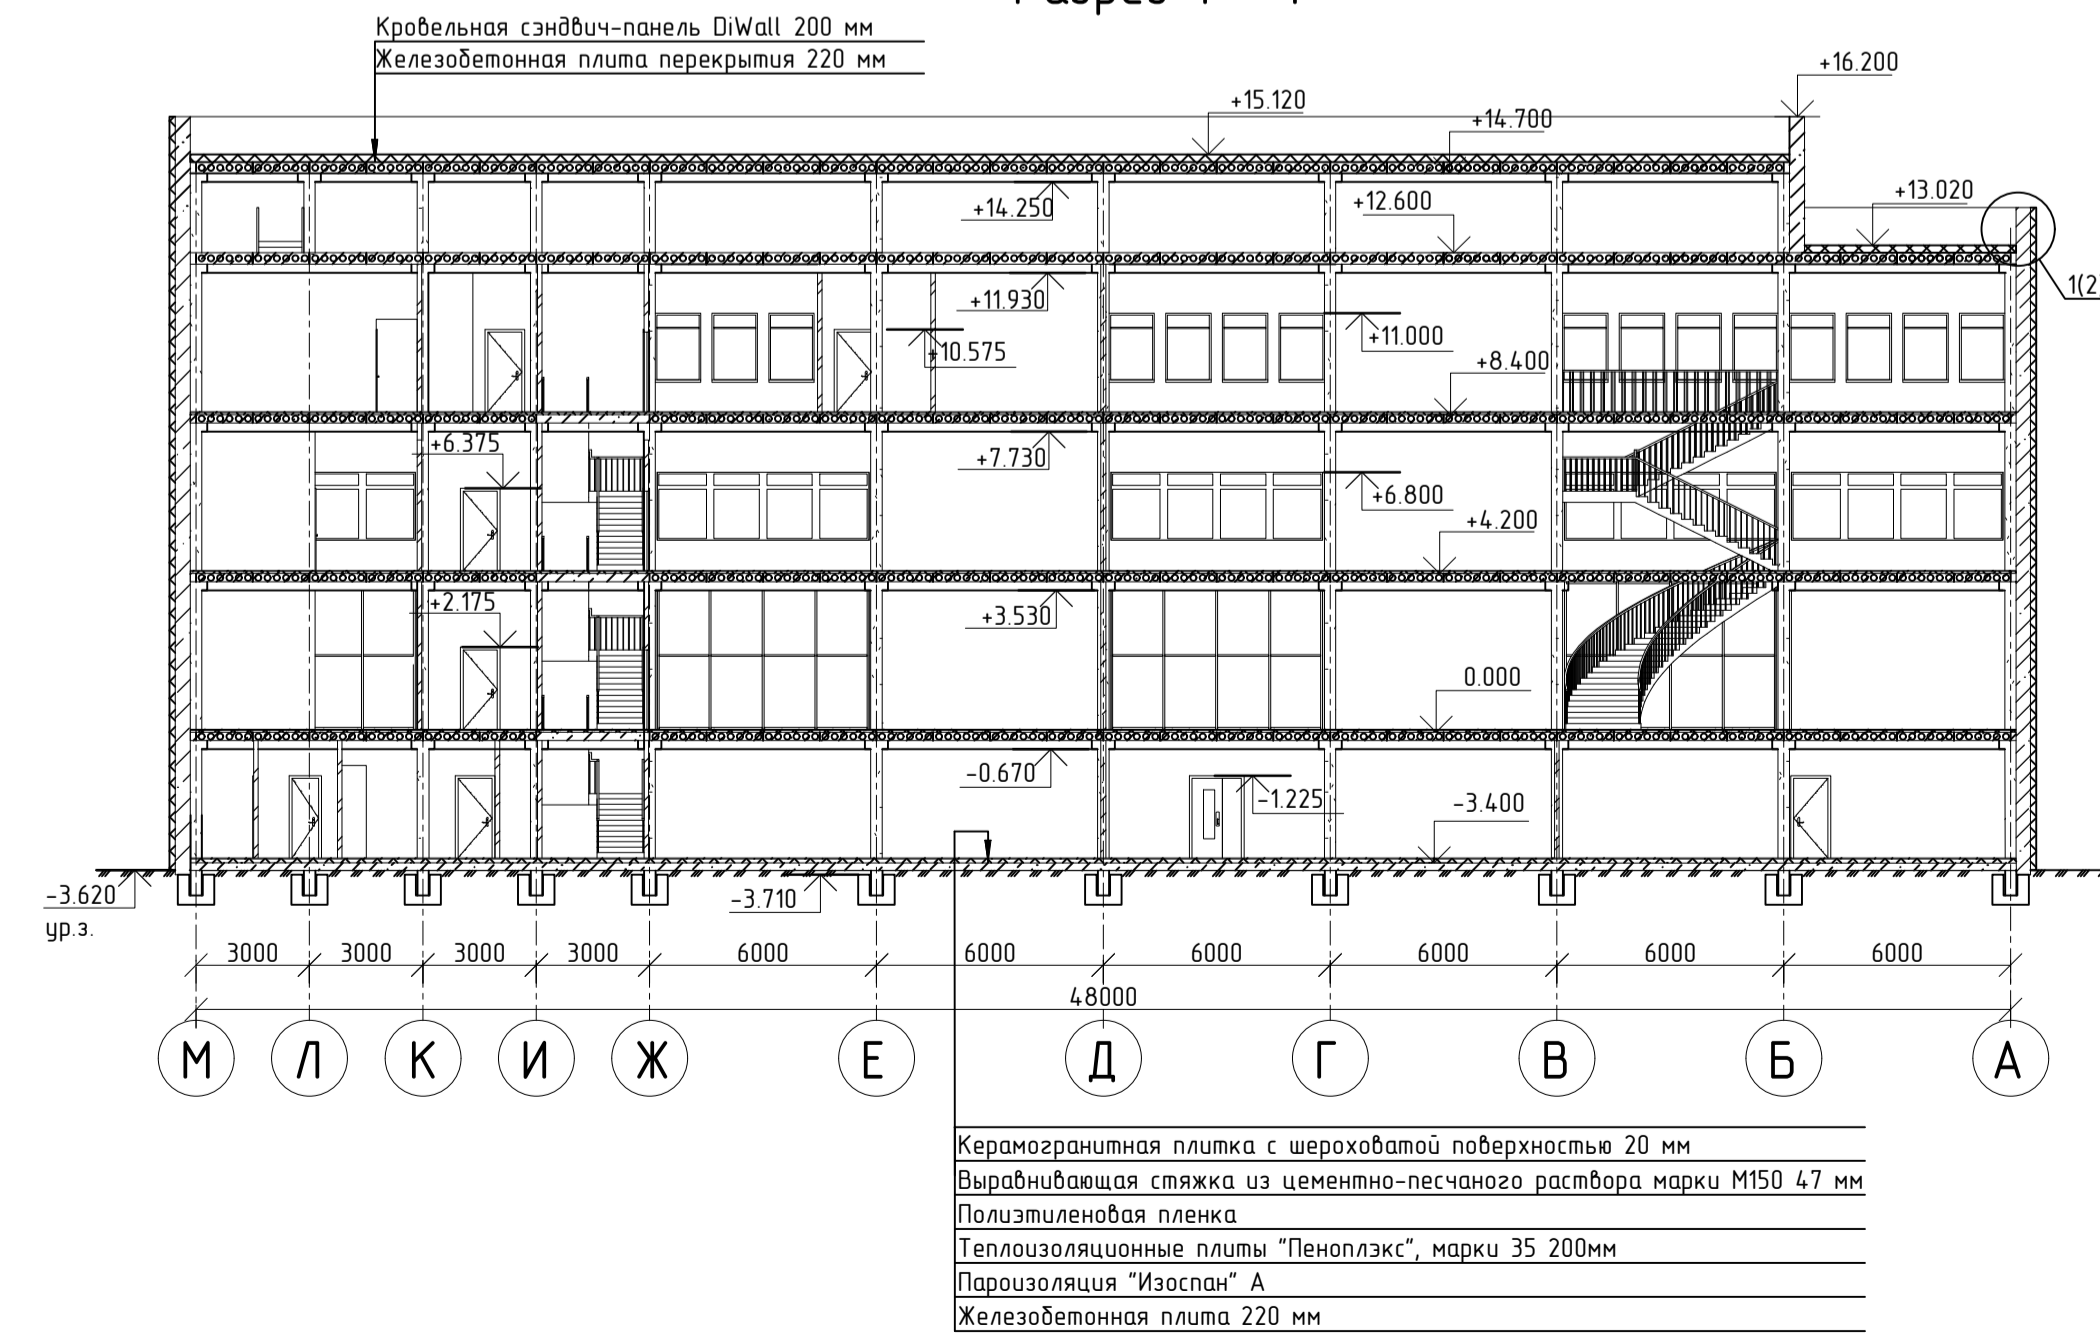 Разрез 1 - 1
Кровельная сэндвич-панель DiWall 200 мм
Железобетонная плита перекрытия 220 мм
+16.200
+15.120
+14.700
+14.250
+12.600
+13.020
+11.930
+10.575
+11.000
+8.400
1(2
+6.375
+7.730
+6.800
+4.200
+2.175
+3.530
0.000
-0.670
-1.225
-3.400
-3.620
ур.з.
-3.710
3000 3000 3000 3000 6000 6000 6000 6000 6000 6000
48000
М Л К И Ж Е Д Г В Б А
Керамогранитная плитка с шероховатой поверхностью 20 мм
Выравнивающая стяжка из цементно-песчаного раствора марки М150 47 мм
Полиэтиленовая пленка
Теплоизоляционные плиты "Пеноплэкс", марки 35 200мм
Пароизоляция "Изоспан" А
Железобетонная плита 220 мм